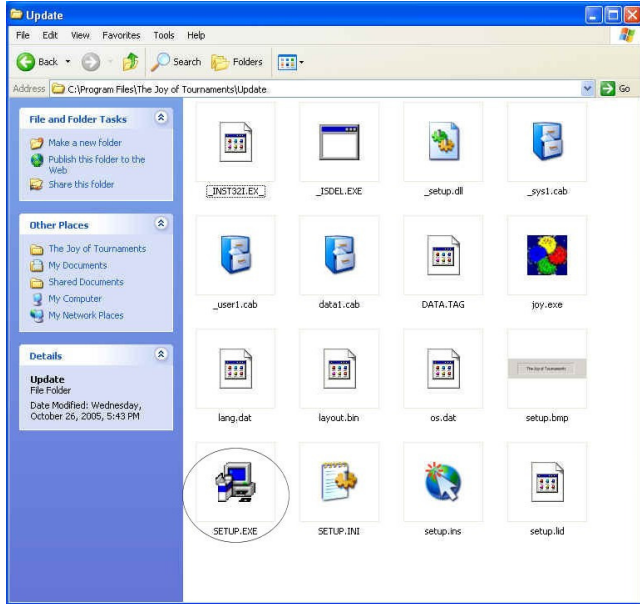 Update
File Edit View Favorites Tools Help
Back Search Folders
Address C:\Program Files\The Joy of Tournaments\Update Go
File and Folder Tasks
Make a new folder
Publish this folder to the
Web
Share this folder
Other Places
The Joy of Tournaments
My Documents
Shared Documents
My Computer
My Network Places
Details
Update
File Folder
Date Modified: Wednesday,
October 26, 2005, 5:43 PM
_INST32I.EX_ _ISDEL.EXE _setup.dll _sys1.cab
_user1.cab data1.cab DATA.TAG joy.exe
The Joy of Tournaments
lang.dat layout.bin os.dat setup.bmp
SETUP.EXE SETUP.INI setup.ins setup.lid